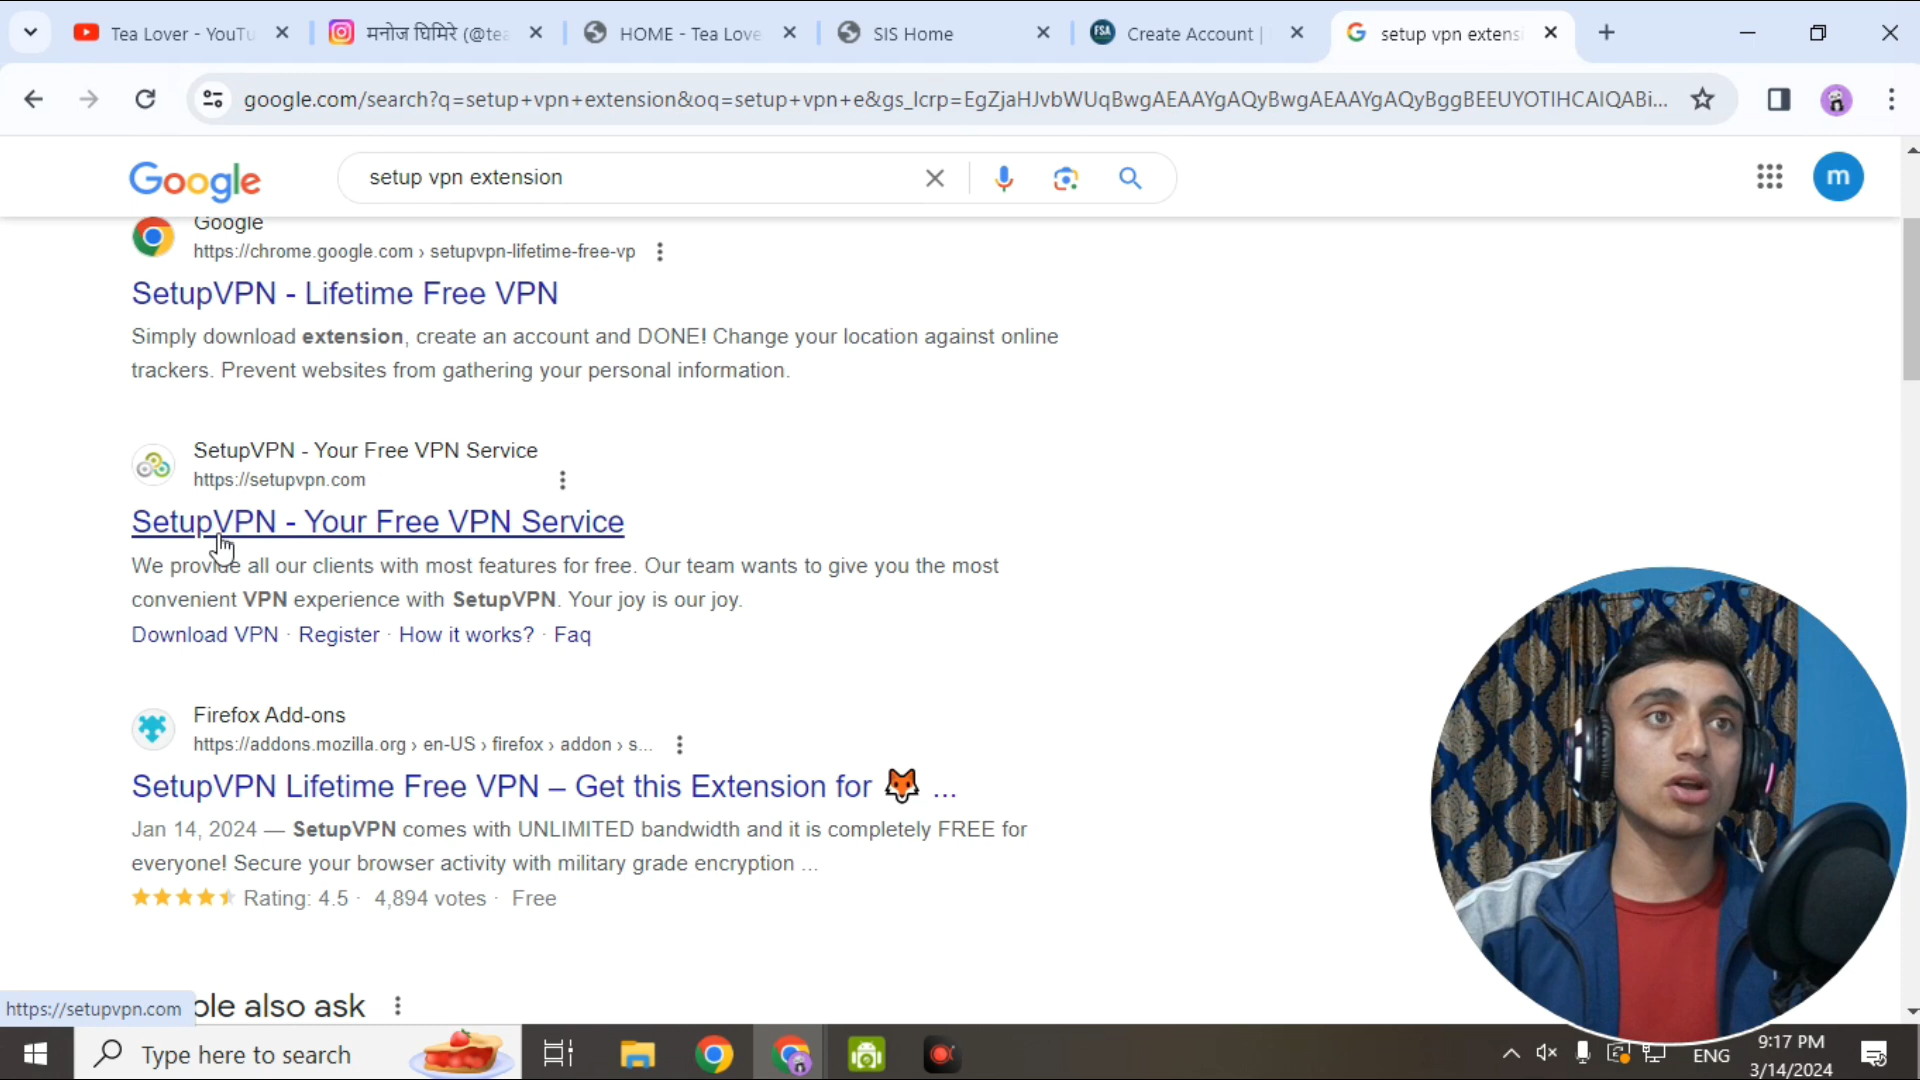 Tea Lover - YouTu
मनोज घिमिरे (@tea
HOME - Tea Love
SIS Home
FSA Create Account |
setup vpn extensi
google.com/search?q=setup+vpn+extension&oq=setup+vpn+e&gs_lcrp=EgZjaHJvbWUqBwgAEAAYgAQyBwgAEAAYgAQyBggBEEUYOTIHCAIQABi...
Google
setup vpn extension
m
Google
https://chrome.google.com › setupvpn-lifetime-free-vp
SetupVPN - Lifetime Free VPN
Simply download extension, create an account and DONE! Change your location against online
trackers. Prevent websites from gathering your personal information.
SetupVPN - Your Free VPN Service
https://setupvpn.com
SetupVPN - Your Free VPN Service
We provide all our clients with most features for free. Our team wants to give you the most
convenient VPN experience with SetupVPN. Your joy is our joy.
Download VPN · Register · How it works? · Faq
Firefox Add-ons
https://addons.mozilla.org › en-US › firefox › addon › s...
SetupVPN Lifetime Free VPN – Get this Extension for 🦊 ...
Jan 14, 2024 — SetupVPN comes with UNLIMITED bandwidth and it is completely FREE for
everyone! Secure your browser activity with military grade encryption ...
Rating: 4.5 · 4,894 votes · Free
ple also ask
https://setupvpn.com
Type here to search
ENG
9:17 PM
3/14/2024